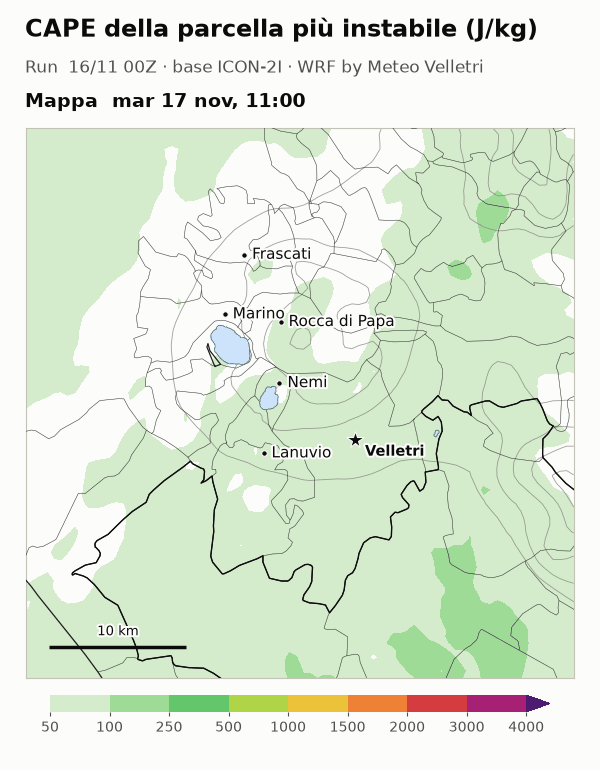 CAPE della parcella più instabile (J/kg)
Run  16/11 00Z · base ICON-2I · WRF by Meteo Velletri
Mappa  mar 17 nov, 11:00
Frascati
Marino
Rocca di Papa
Nemi
Velletri
Lanuvio
10 km
50 100 250 500 1000 1500 2000 3000 4000